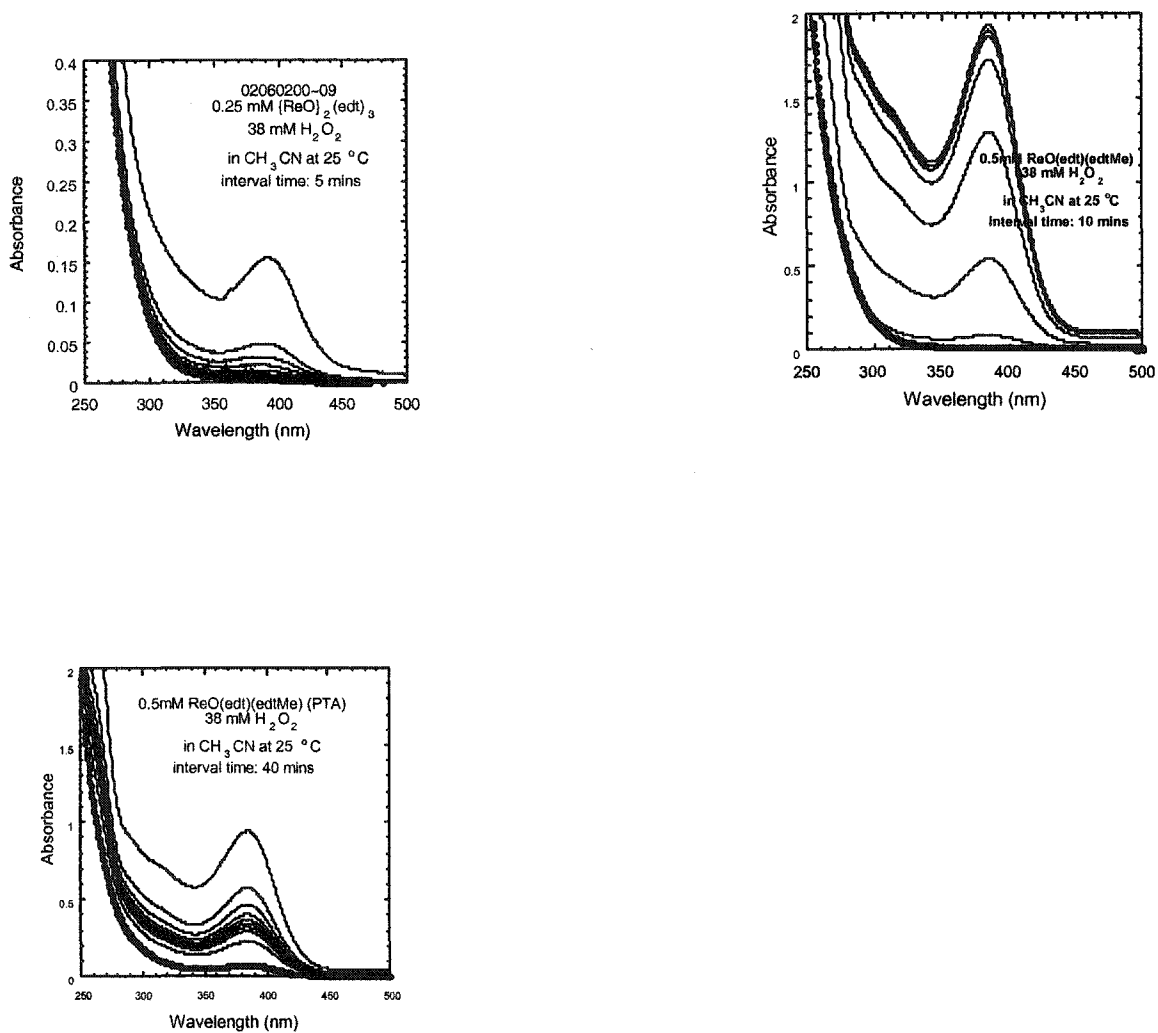 0.4
0.35
0.3
0.25
0.2
0.15
0.1
0.05
0
Absorbance
02060200-09
0.25 mM {ReO}₂(edt)₃
38 mM H₂O₂
in CH₃CN at 25 °C
interval time: 5 mins
250 300 350 400 450 500
Wavelength (nm)
2
1.5
1
0.5
0
Absorbance
0.5mM ReO(edt)(edtMe)
38 mM H₂O₂
in CH₃CN at 25 °C
interval time: 10 mins
250 300 350 400 450 500
Wavelength (nm)
2
1.5
1
0.5
0
Absorbance
0.5mM ReO(edt)(edtMe) (PTA)
38 mM H₂O₂
in CH₃CN at 25 °C
interval time: 40 mins
250 300 350 400 450 500
Wavelength (nm)